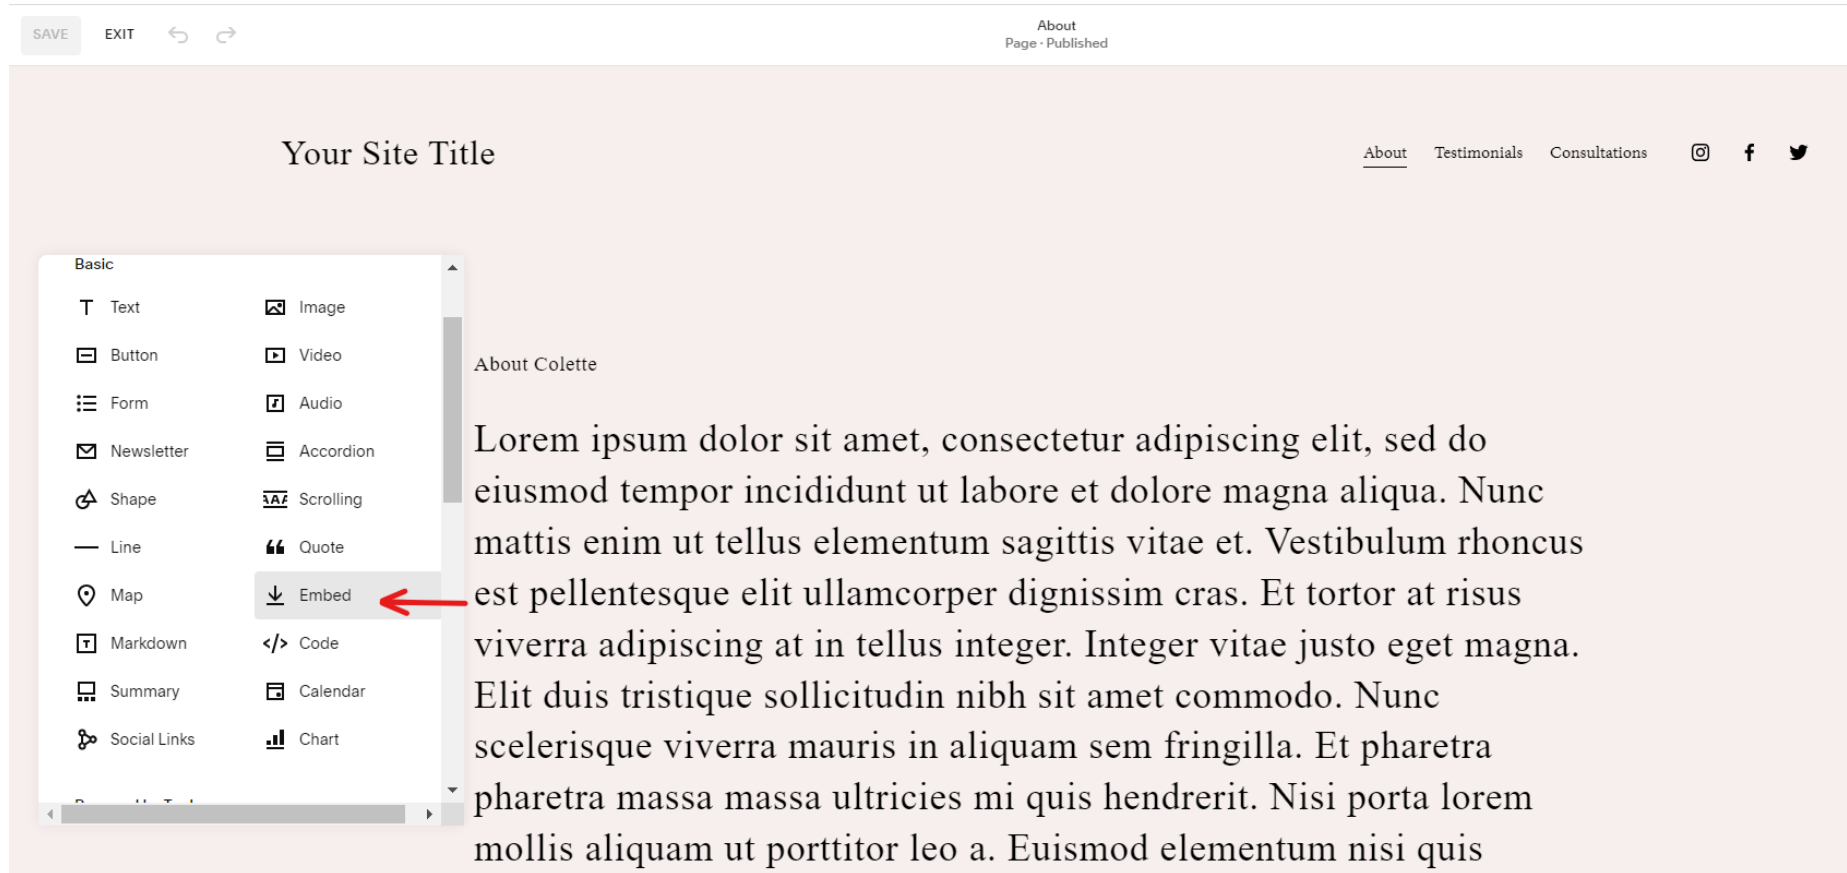 SAVE
EXIT
About
Page · Published
Your Site Title
About
Testimonials
Consultations
Basic
Text
Image
Button
Video
Form
Audio
Newsletter
Accordion
Shape
Scrolling
Line
Quote
Map
Embed
Markdown
Code
Summary
Calendar
Social Links
Chart
About Colette
Lorem ipsum dolor sit amet, consectetur adipiscing elit, sed do
eiusmod tempor incididunt ut labore et dolore magna aliqua. Nunc
mattis enim ut tellus elementum sagittis vitae et. Vestibulum rhoncus
est pellentesque elit ullamcorper dignissim cras. Et tortor at risus
viverra adipiscing at in tellus integer. Integer vitae justo eget magna.
Elit duis tristique sollicitudin nibh sit amet commodo. Nunc
scelerisque viverra mauris in aliquam sem fringilla. Et pharetra
pharetra massa massa ultricies mi quis hendrerit. Nisi porta lorem
mollis aliquam ut porttitor leo a. Euismod elementum nisi quis